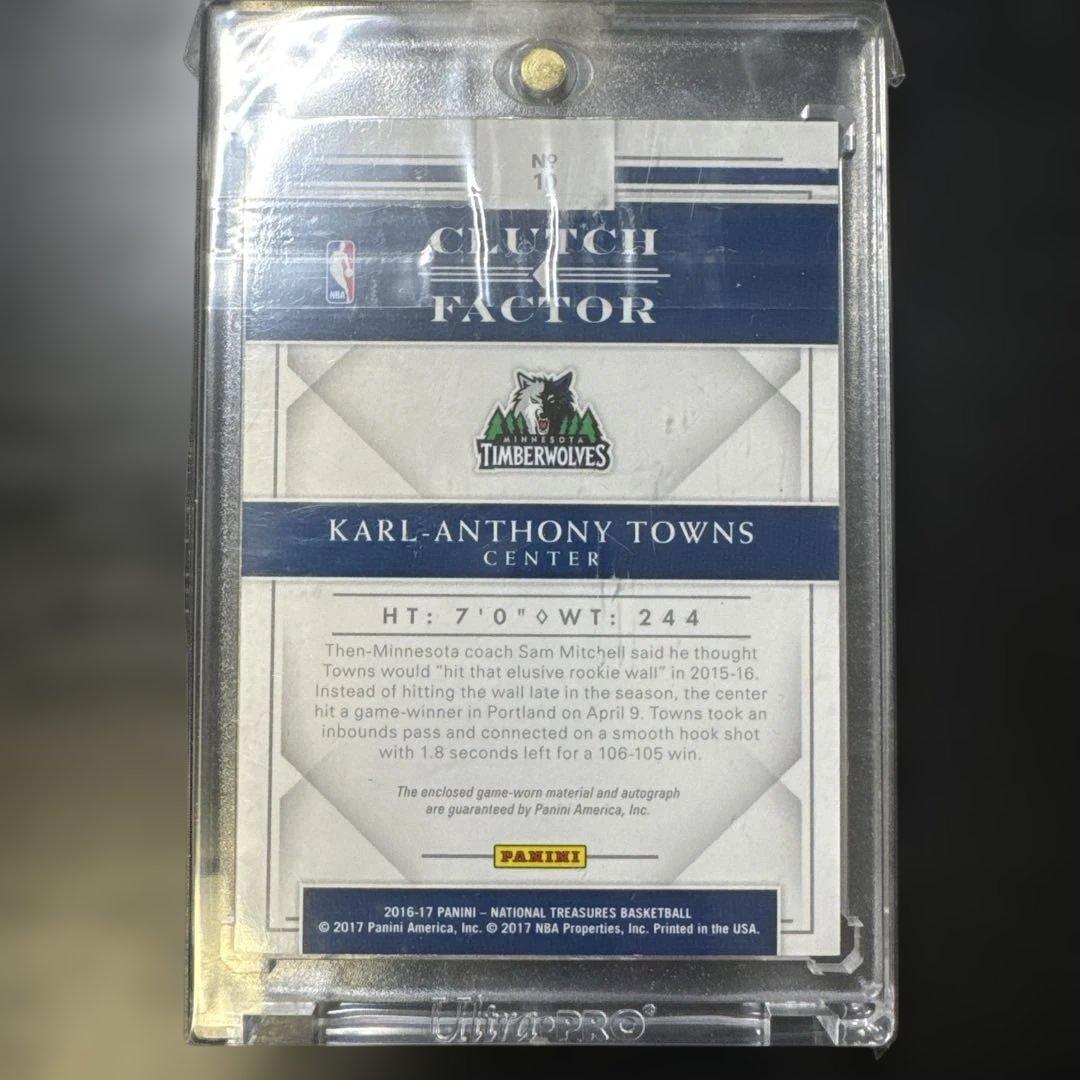 Nº
10
CLUTCH
NBA
FACTOR
MINNESOTA
TIMBERWOLVES
KARL-ANTHONY TOWNS
CENTER
HT: 7'0" ◊ WT: 244
Then-Minnesota coach Sam Mitchell said he thought
Towns would "hit that elusive rookie wall" in 2015-16.
Instead of hitting the wall late in the season, the center
hit a game-winner in Portland on April 9. Towns took an
inbounds pass and connected on a smooth hook shot
with 1.8 seconds left for a 106-105 win.
The enclosed game-worn material and autograph
are guaranteed by Panini America, Inc.
PANINI
2016-17 PANINI – NATIONAL TREASURES BASKETBALL
© 2017 Panini America, Inc. © 2017 NBA Properties, Inc. Printed in the USA.
Ultra-PRO®